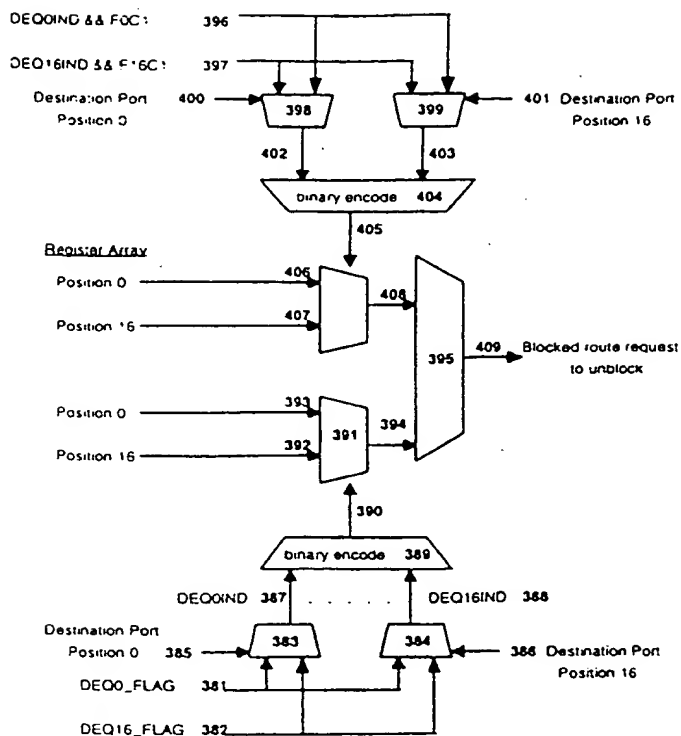 DEQ0IND && F0C1 396
DEQ16IND && F16C1 397
Destination Port
Position 0
400
398
399
401
Destination Port
Position 16
402
403
binary encode 404
405
Register Array
Position 0
406
Position 16
407
408
395
409
Blocked route request
to unblock
Position 0
393
Position 16
392
391
394
390
binary encode 389
DEQ0IND 387 . . . . . . DEQ16IND 388
Destination Port
Position 0 385
383
384
386 Destination Port
Position 16
DEQ0_FLAG 381
DEQ16_FLAG 382